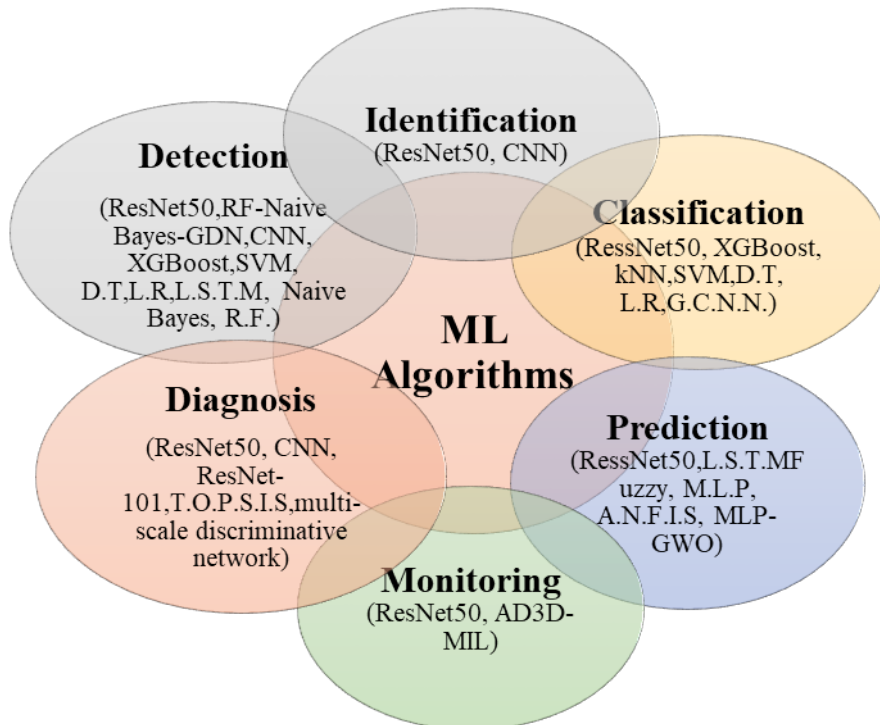 Identification
(ResNet50, CNN)
Detection
(ResNet50,RF-Naive
Bayes-GDN,CNN,
XGBoost,SVM,
D.T,L.R,L.S.T.M, Naive
Bayes, R.F.)
Classification
(RessNet50, XGBoost,
kNN,SVM,D.T,
L.R,G.C.N.N.)
ML
Algorithms
Diagnosis
(ResNet50, CNN,
ResNet-
101,T.O.P.S.I.S,multi-
scale discriminative
network)
Prediction
(RessNet50,L.S.T.MF
uzzy, M.L.P,
A.N.F.I.S, MLP-
GWO)
Monitoring
(ResNet50, AD3D-
MIL)